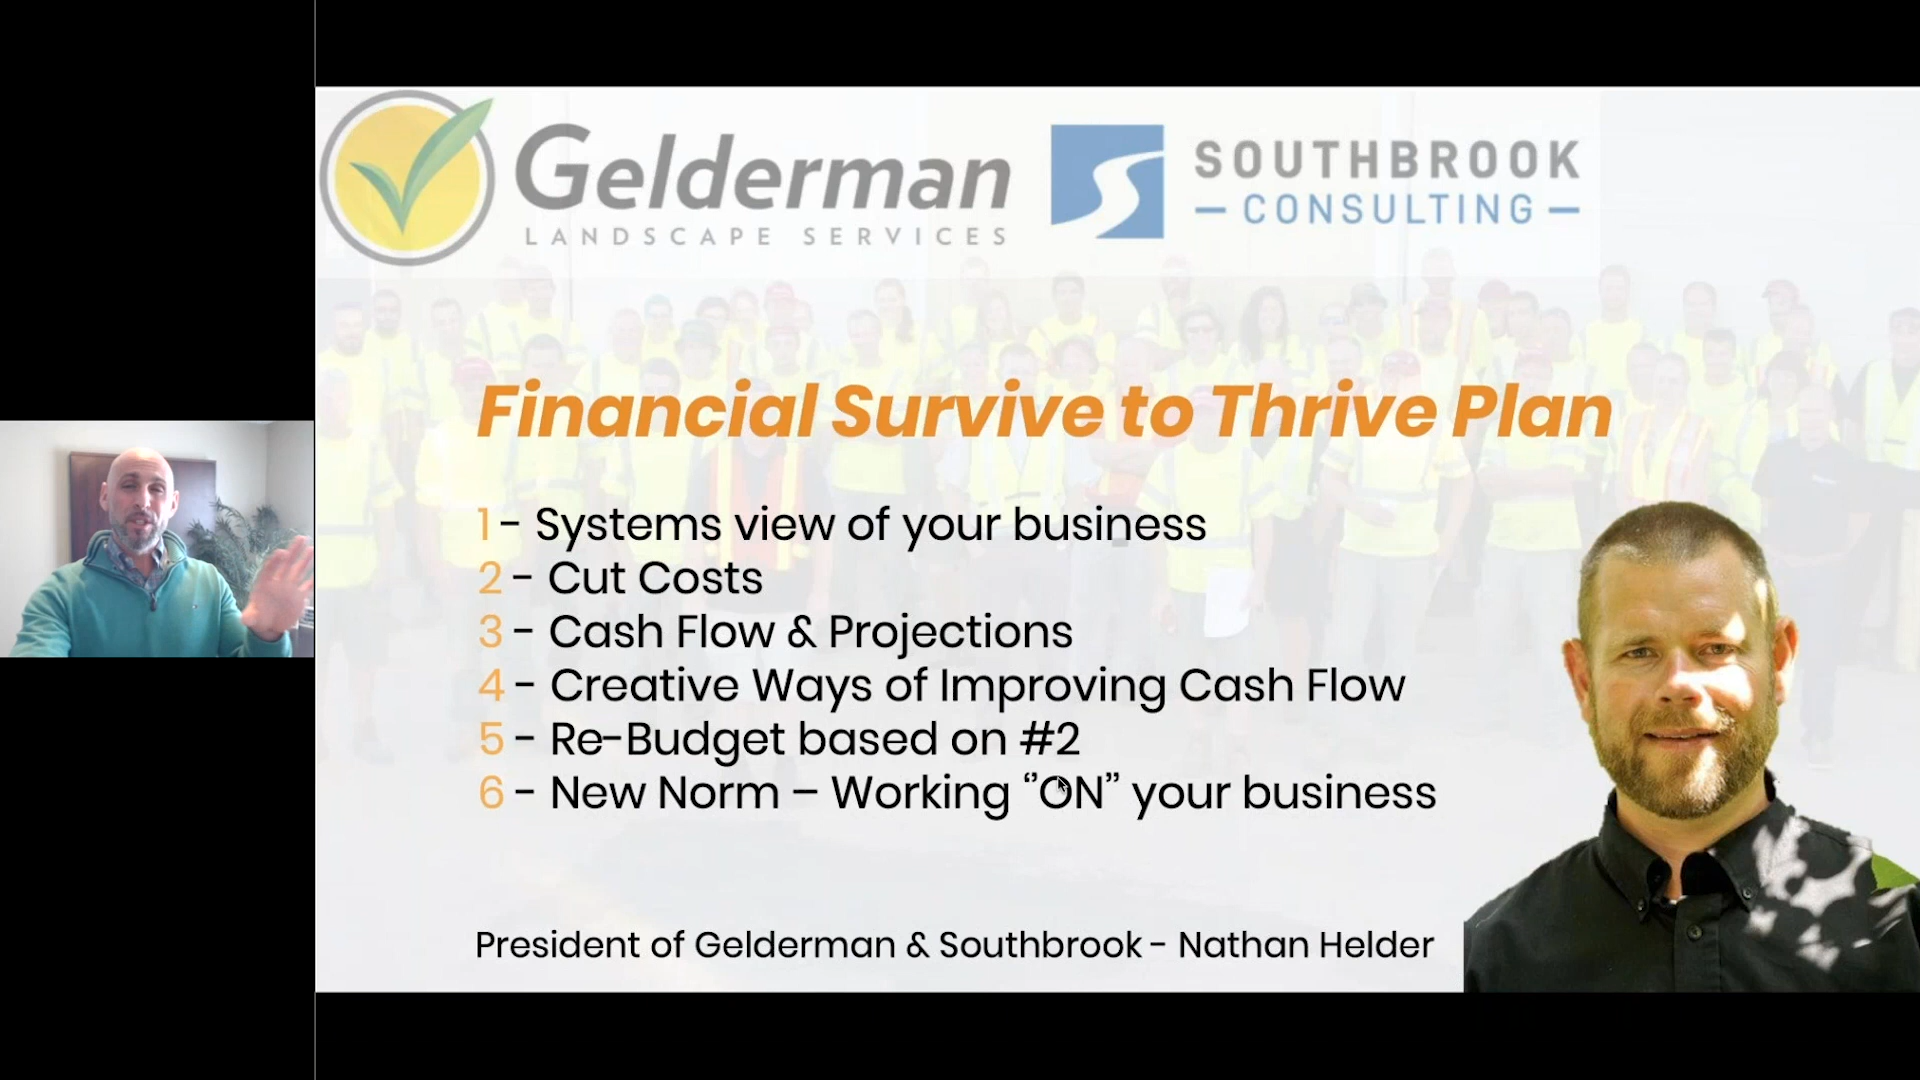 Gelderman
LANDSCAPE SERVICES
SOUTHBROOK
– CONSULTING –
Financial Survive to Thrive Plan
1 - Systems view of your business
2 - Cut Costs
3 - Cash Flow & Projections
4 - Creative Ways of Improving Cash Flow
5 - Re-Budget based on #2
6 - New Norm – Working ‘’ON” your business
President of Gelderman & Southbrook - Nathan Helder